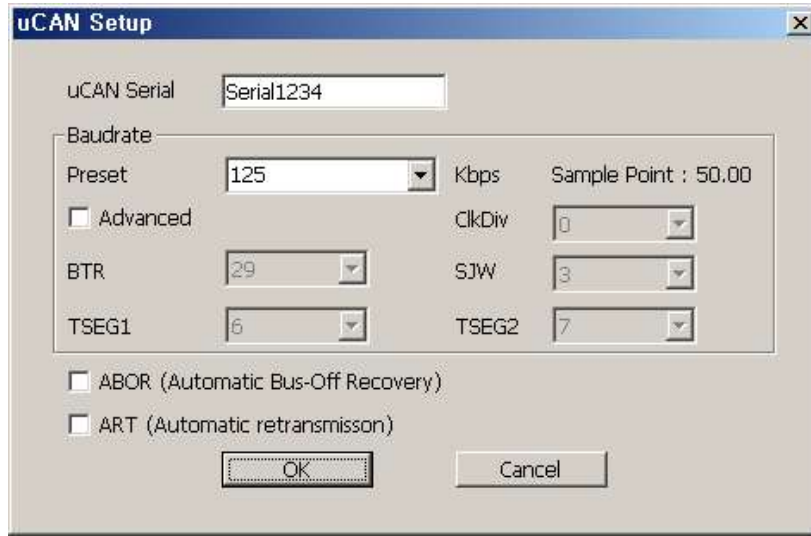 uCAN Setup
uCAN Serial Serial1234
Baudrate
Preset 125 Kbps Sample Point : 50.00
Advanced ClkDiv 0
BTR 29 SJW 3
TSEG1 6 TSEG2 7
ABOR (Automatic Bus-Off Recovery)
ART (Automatic retransmisson)
OK Cancel